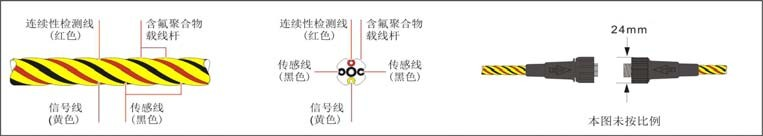 连续性检测线
(红色)
含氟聚合物
载线杆
信号线
(黄色)
传感线
(黑色)
连续性检测线
(红色)
含氟聚合物
载线杆
传感线
(黑色)
传感线
(黑色)
信号线
(黄色)
24mm
本图未按比例